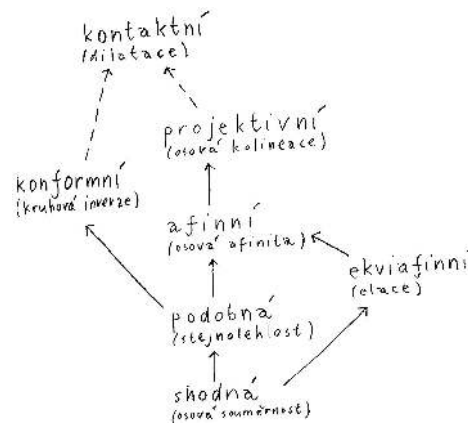 kontaktní
(dilatace)
projektivní
(osová kolineace)
konformní
(kruhová inverze)
afinní
(osová afinita)
ekviafinní
(elace)
podobná
(stejnolehlost)
shodná
(osová souměrnost)